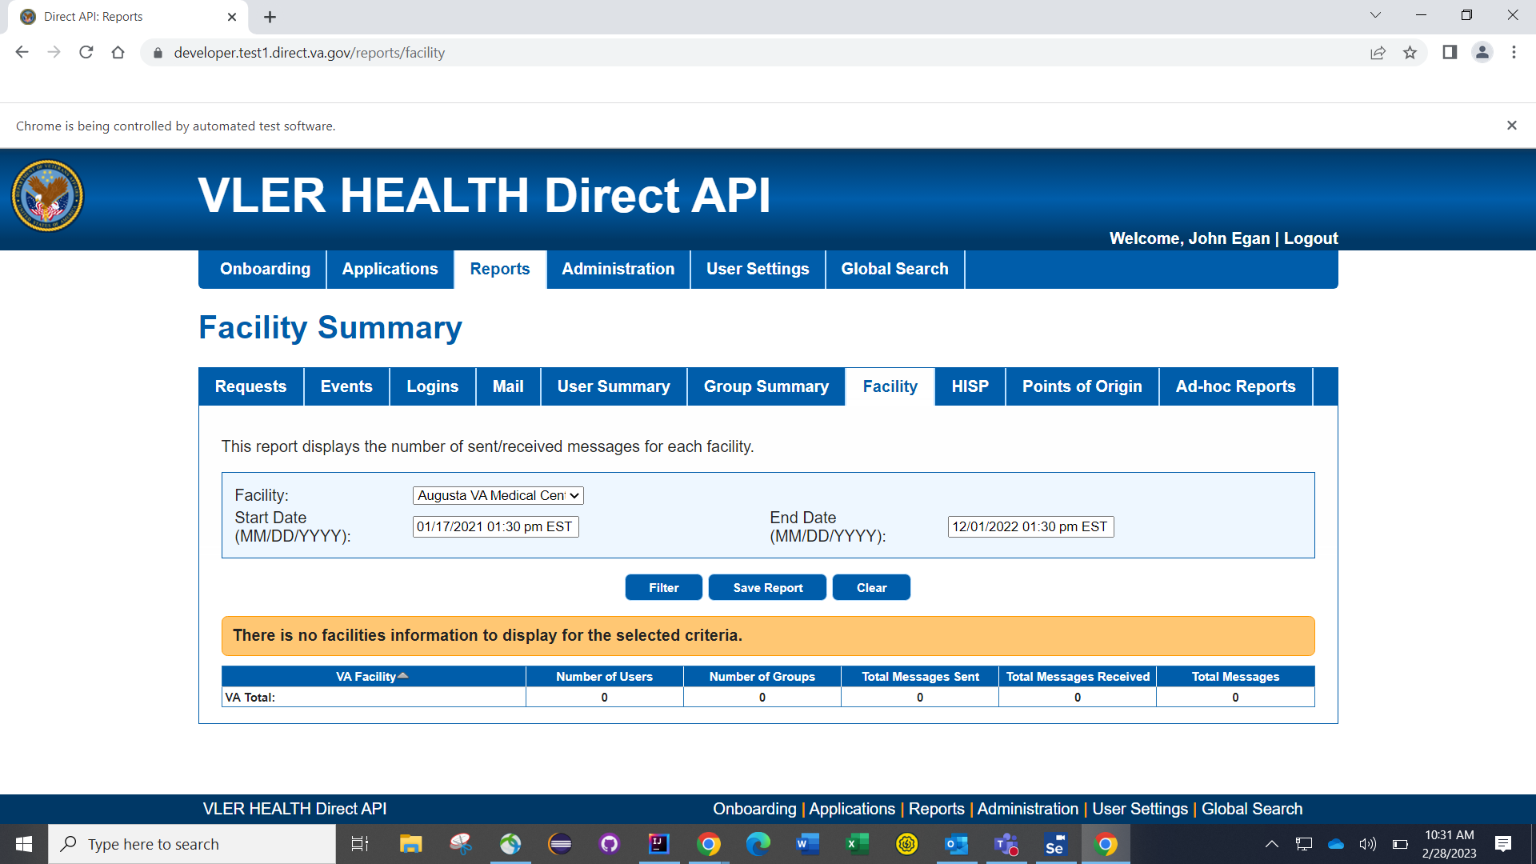 Direct API: Reports
developer.test1.direct.va.gov/reports/facility
Chrome is being controlled by automated test software.
VLER HEALTH Direct API
Welcome, John Egan | Logout
Onboarding Applications Reports Administration User Settings Global Search
Facility Summary
Requests Events Logins Mail User Summary Group Summary Facility HISP Points of Origin Ad-hoc Reports
This report displays the number of sent/received messages for each facility.
Facility: Augusta VA Medical Cen
Start Date (MM/DD/YYYY): 01/17/2021 01:30 pm EST End Date (MM/DD/YYYY): 12/01/2022 01:30 pm EST
Filter Save Report Clear
There is no facilities information to display for the selected criteria.
VA Facility Number of Users Number of Groups Total Messages Sent Total Messages Received Total Messages
VA Total: 0 0 0 0 0
VLER HEALTH Direct API Onboarding | Applications | Reports | Administration | User Settings | Global Search
Type here to search
10:31 AM
2/28/2023